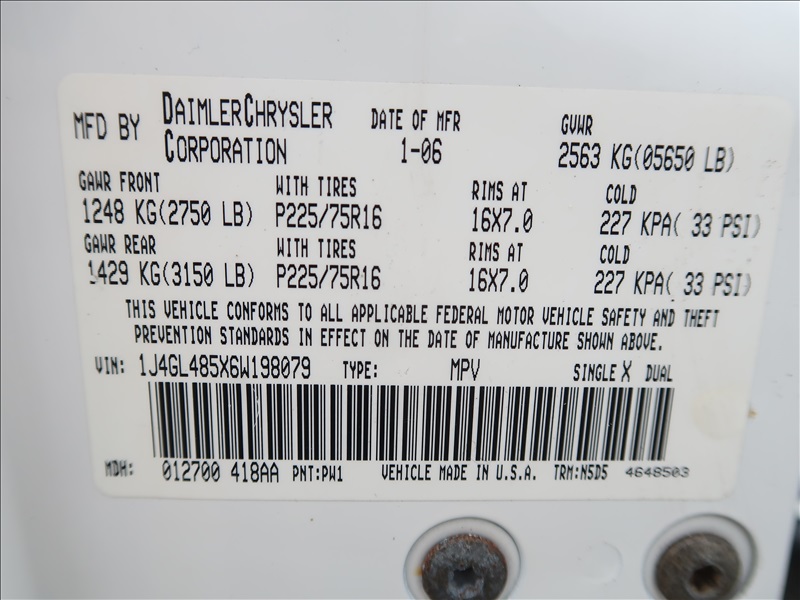 MFD BY DAIMLERCHRYSLER CORPORATION DATE OF MFR 1-06 GVWR 2563 KG(05650 LB)
GAWR FRONT WITH TIRES RIMS AT COLD
1248 KG(2750 LB) P225/75R16 16X7.0 227 KPA( 33 PSI)
GAWR REAR WITH TIRES RIMS AT COLD
1429 KG(3150 LB) P225/75R16 16X7.0 227 KPA( 33 PSI)
THIS VEHICLE CONFORMS TO ALL APPLICABLE FEDERAL MOTOR VEHICLE SAFETY AND THEFT
PREVENTION STANDARDS IN EFFECT ON THE DATE OF MANUFACTURE SHOWN ABOVE.
VIN: 1J4GL485X6W198079 TYPE: MPV SINGLE X DUAL
MDH: 012700 418AA PNT:PW1 VEHICLE MADE IN U.S.A. TRM:N5D5 4648503